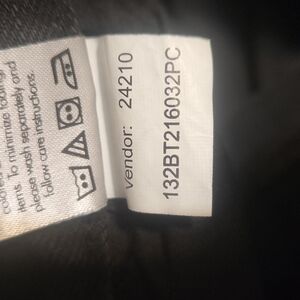 items. To minimize fading,
please wash separately and
follow care instructions.
vendor: 24210
132BT216032PC